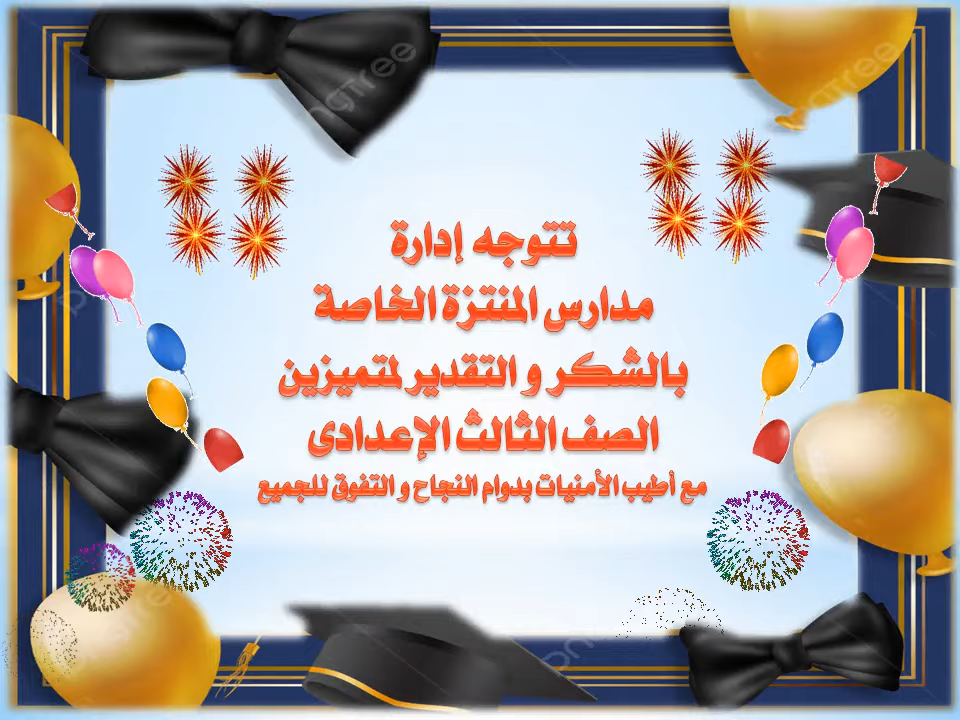 تتوجه إدارة
مدارس المنتزة الخاصة
بالشكر و التقدير لمتميزين
الصف الثالث الإعدادى
مع أطيب الأمنيات بدوام النجاح و التفوق للجميع